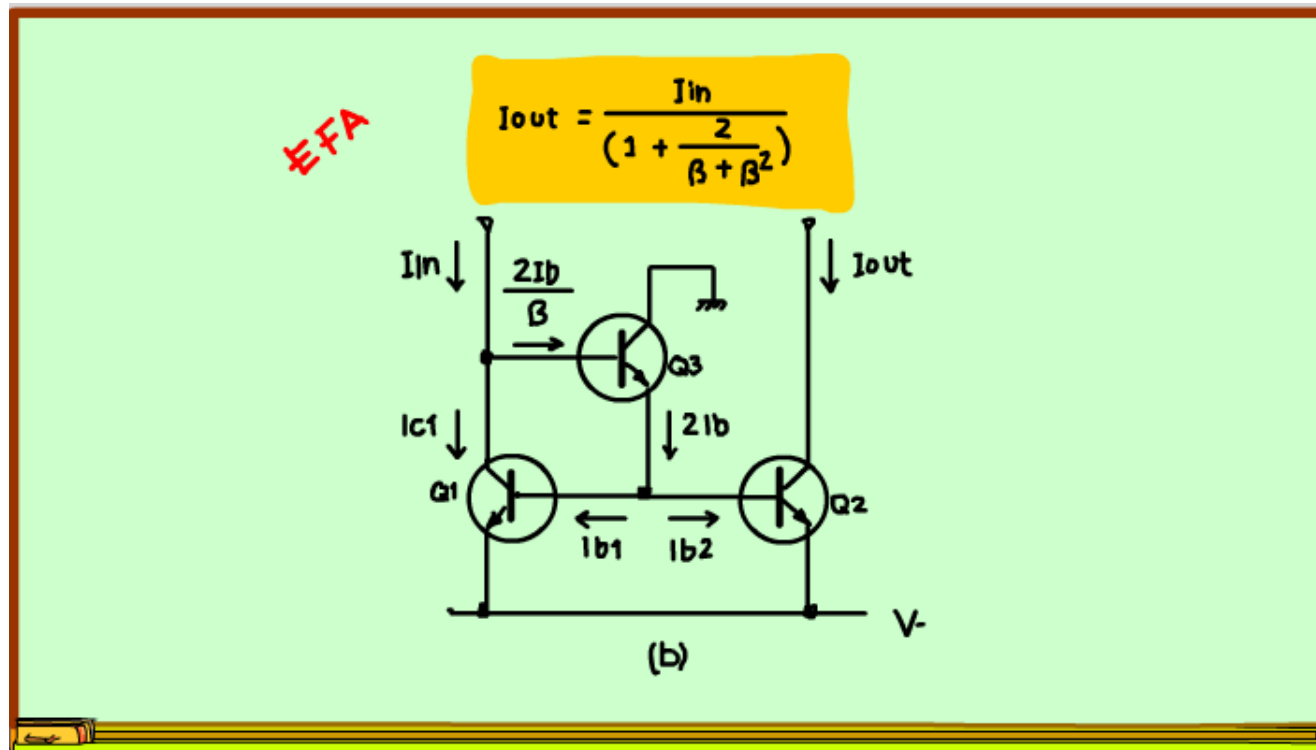 EFA
Iout = Iin / (1 + 2 / β + β²)
Iin
2Ib / β
Iout
Q3
Ic1
2Ib
Q1
Q2
Ib1
Ib2
V-
(b)